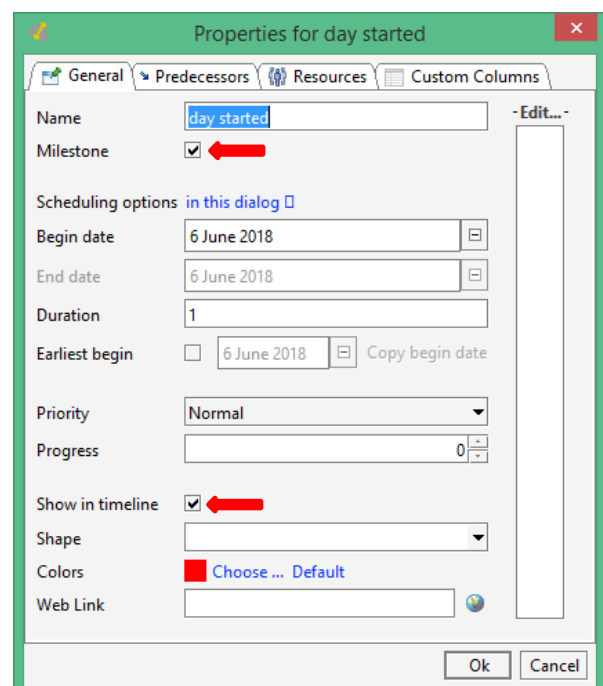 Properties for day started
General Predecessors Resources Custom Columns
Name day started -Edit...-
Milestone
Scheduling options in this dialog
Begin date 6 June 2018
End date 6 June 2018
Duration 1
Earliest begin 6 June 2018 Copy begin date
Priority Normal
Progress 0
Show in timeline
Shape
Colors Choose ... Default
Web Link
Ok Cancel